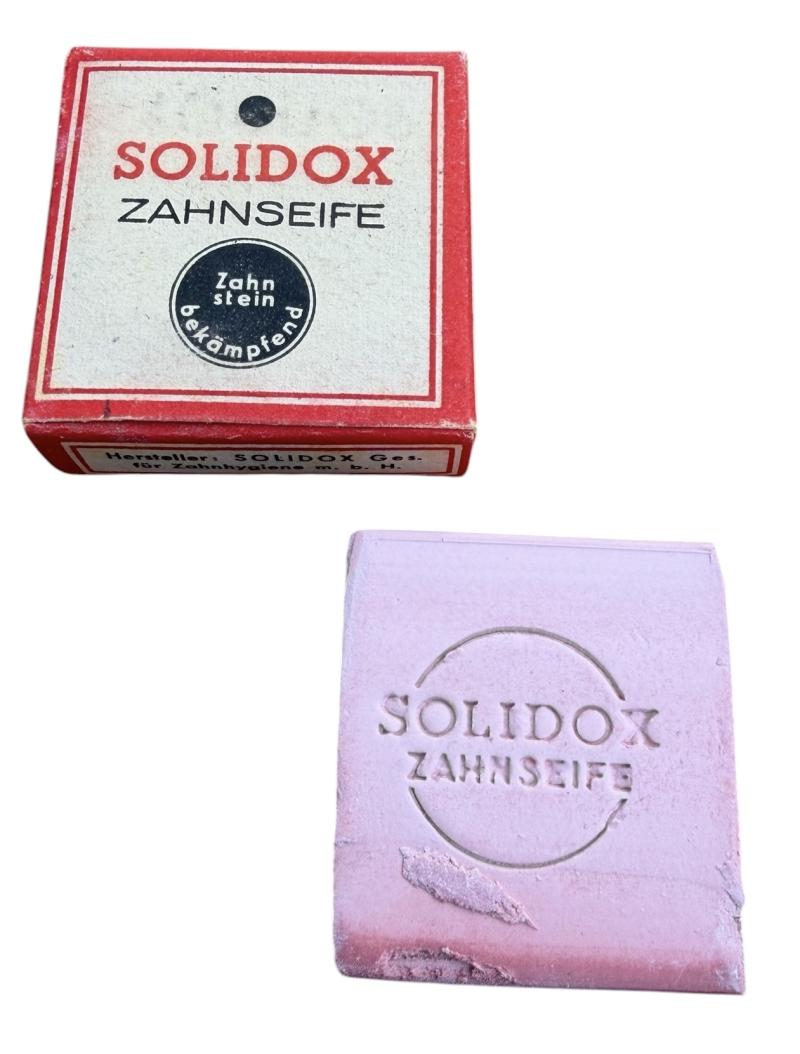 SOLIDOX
ZAHNSEIFE
Zahn
stein
bekämpfend
Hersteller: SOLIDOX Ges.
für Zahnhygiene m. b. H.
SOLIDOX
ZAHNSEIFE